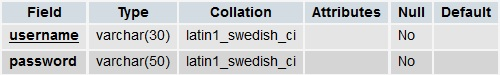 Field Type Collation Attributes Null Default
username varchar(30) latin1_swedish_ci No
password varchar(50) latin1_swedish_ci No